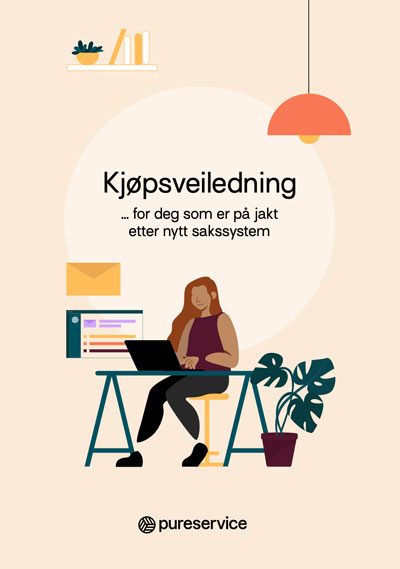 Kjøpsveiledning
... for deg som er på jakt
etter nytt sakssystem
pureservice